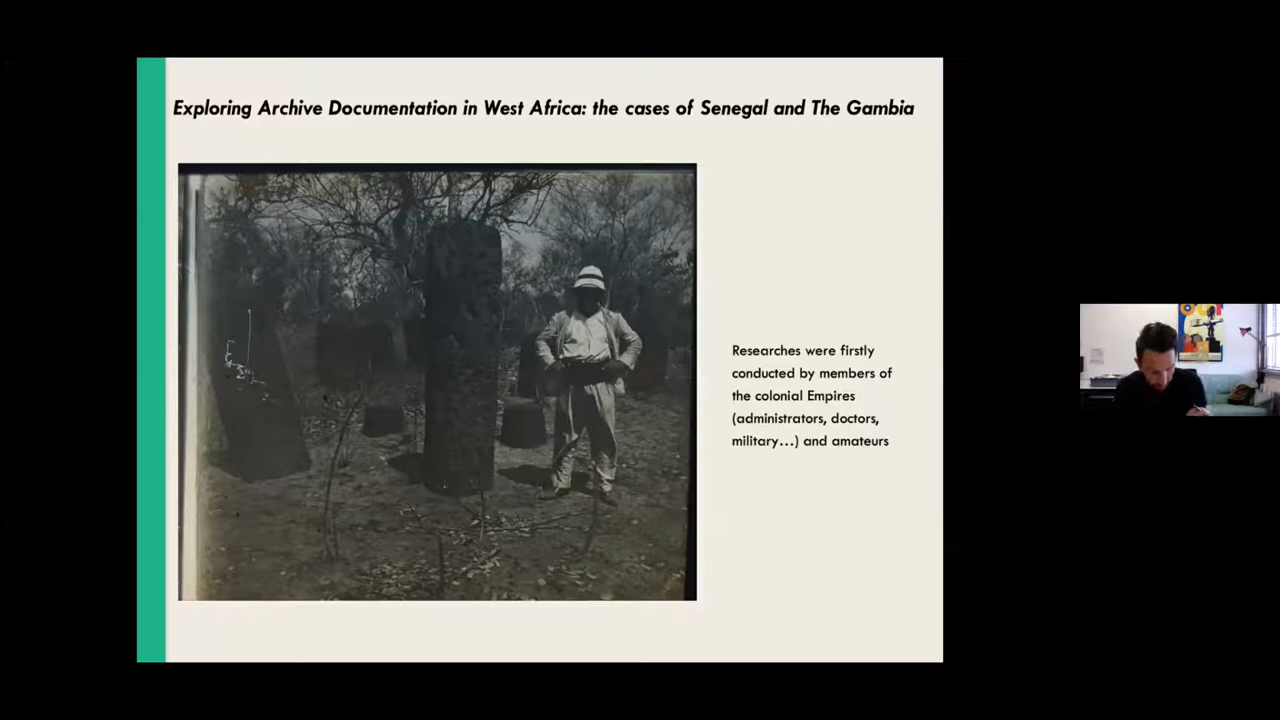 Exploring Archive Documentation in West Africa: the cases of Senegal and The Gambia
Researches were firstly
conducted by members of
the colonial Empires
(administrators, doctors,
military…) and amateurs